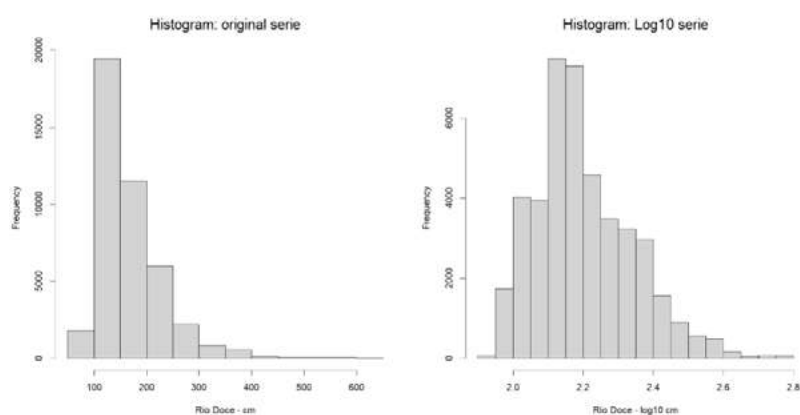 Histogram: original serie
Frequency
20000
15000
10000
5000
0
100 200 300 400 500 600
Rio Doce - cm
Histogram: Log10 serie
Frequency
6000
4000
2000
0
2.0 2.2 2.4 2.6 2.8
Rio Doce - log10 cm